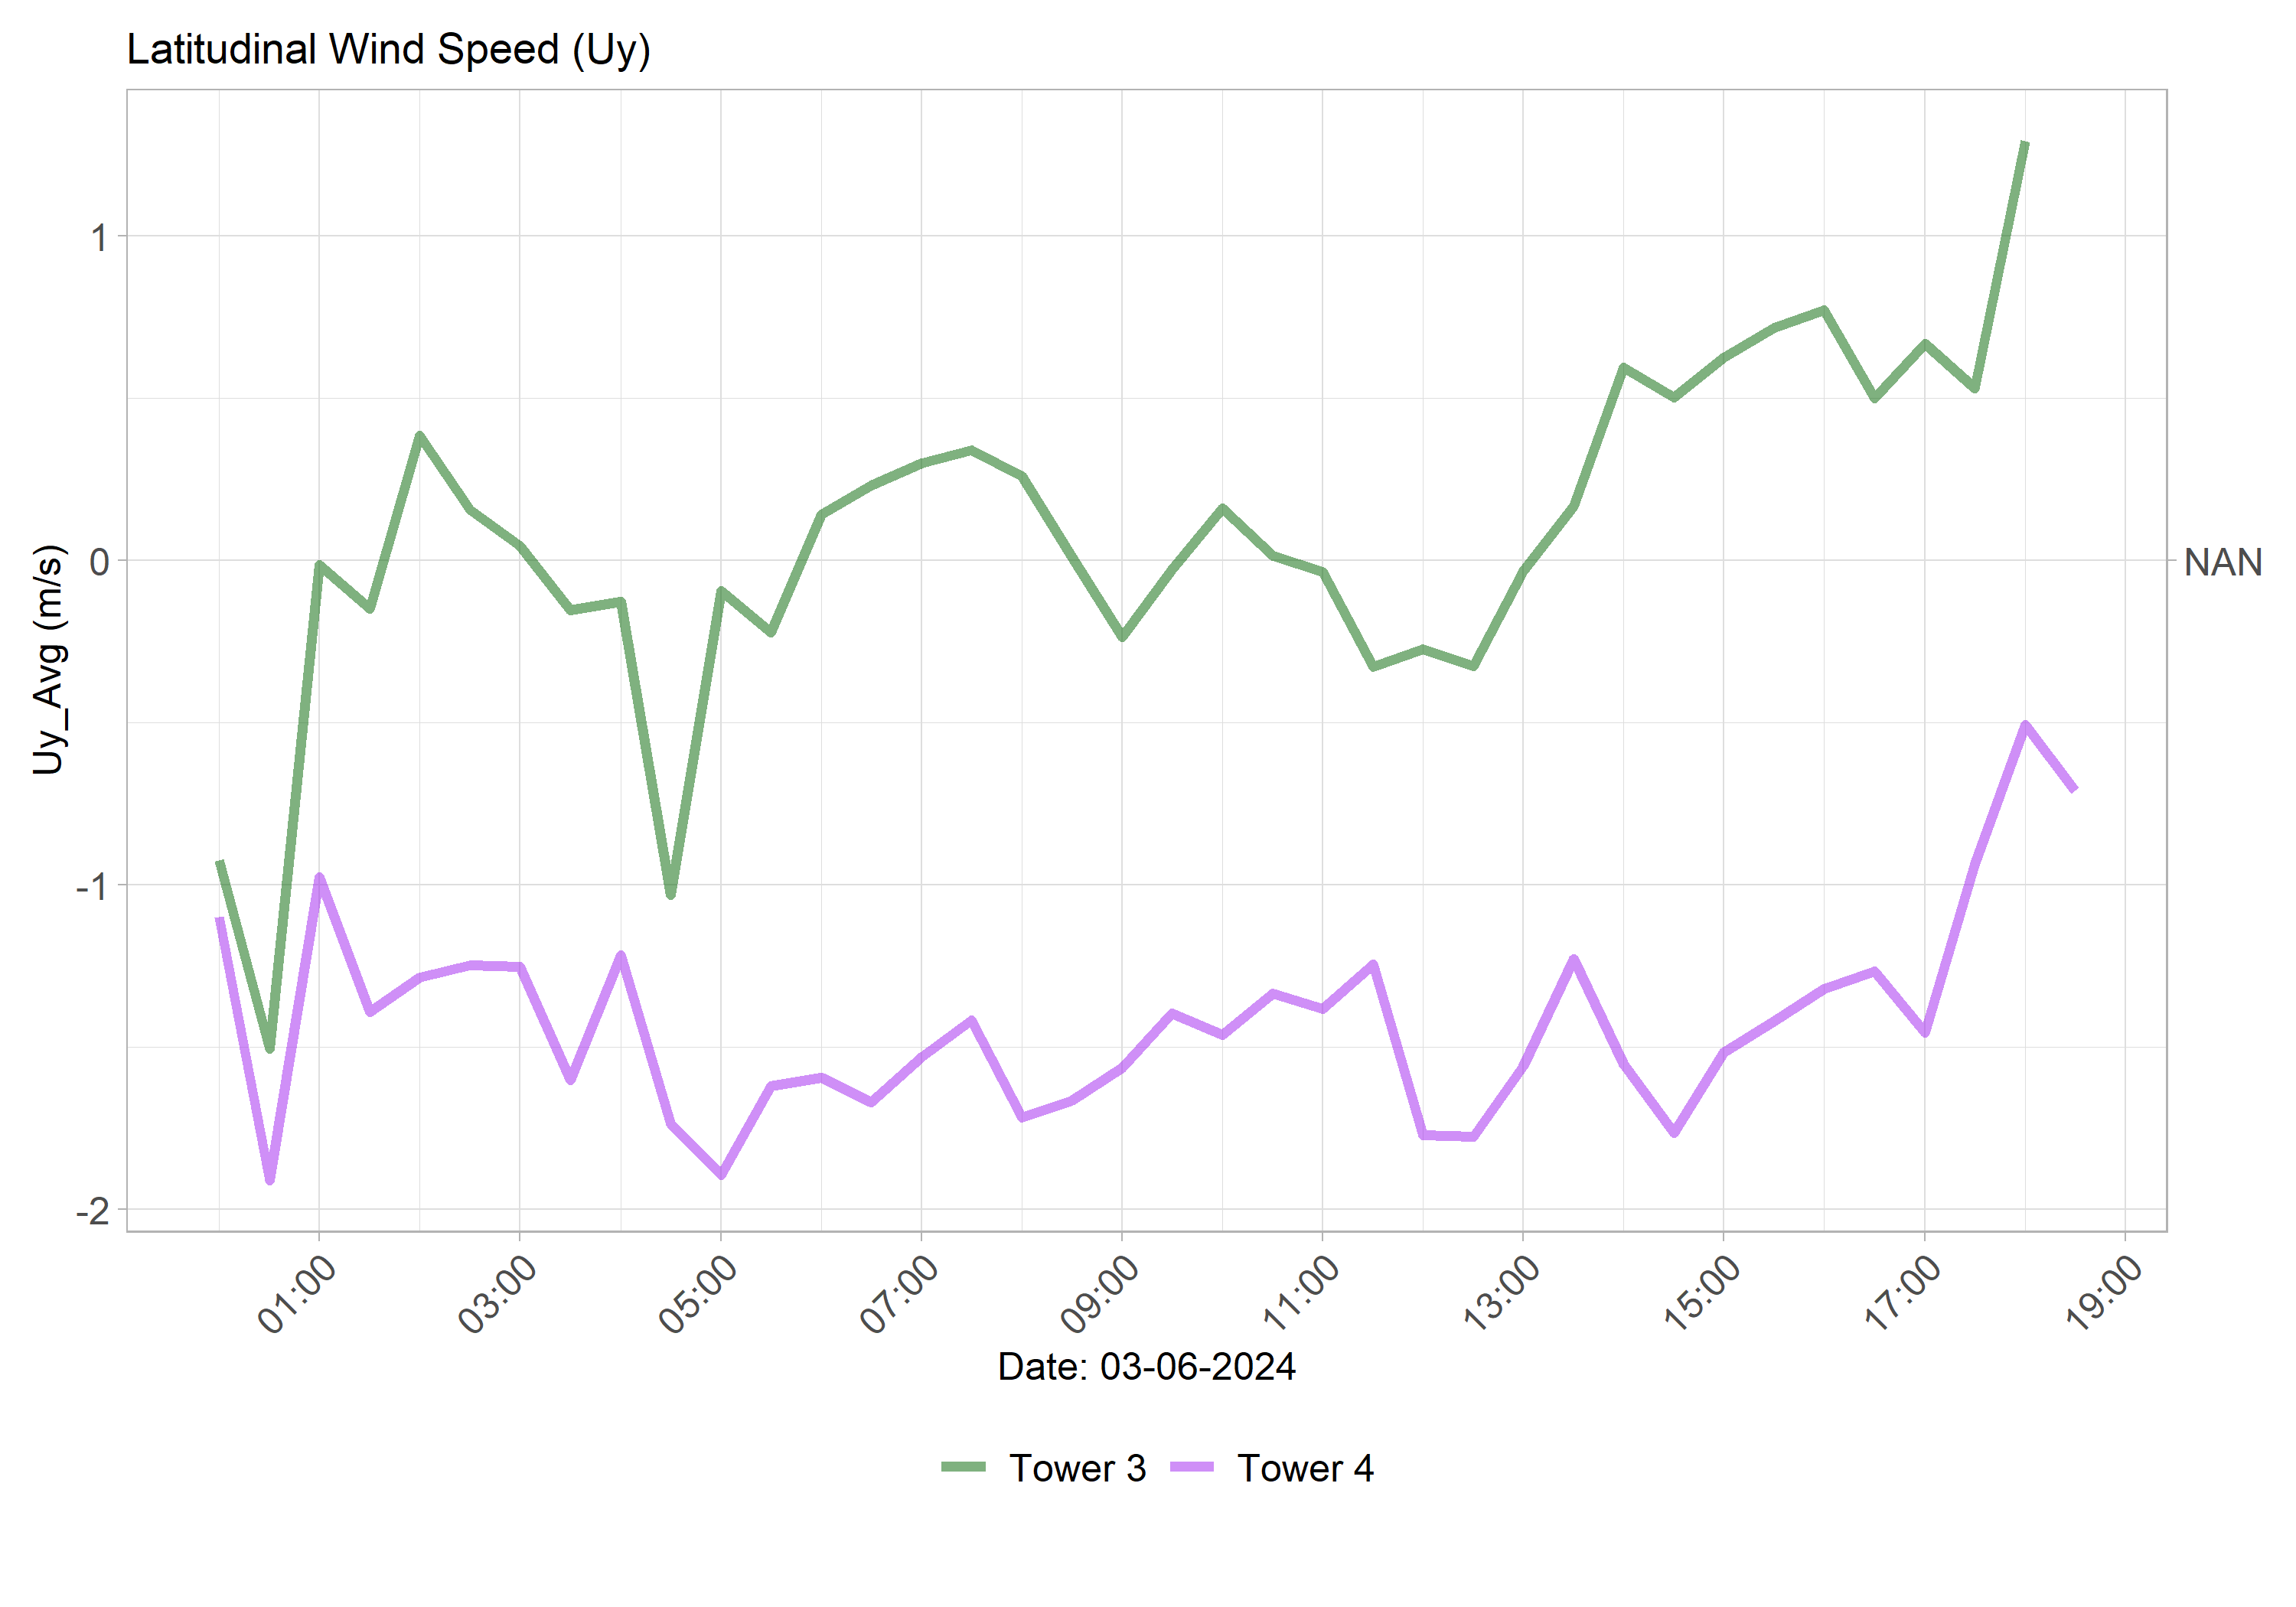 Latitudinal Wind Speed (Uy)
Uy_Avg (m/s)
1
0
-1
-2
NAN
01:00
03:00
05:00
07:00
09:00
11:00
13:00
15:00
17:00
19:00
Date: 03-06-2024
Tower 3 Tower 4